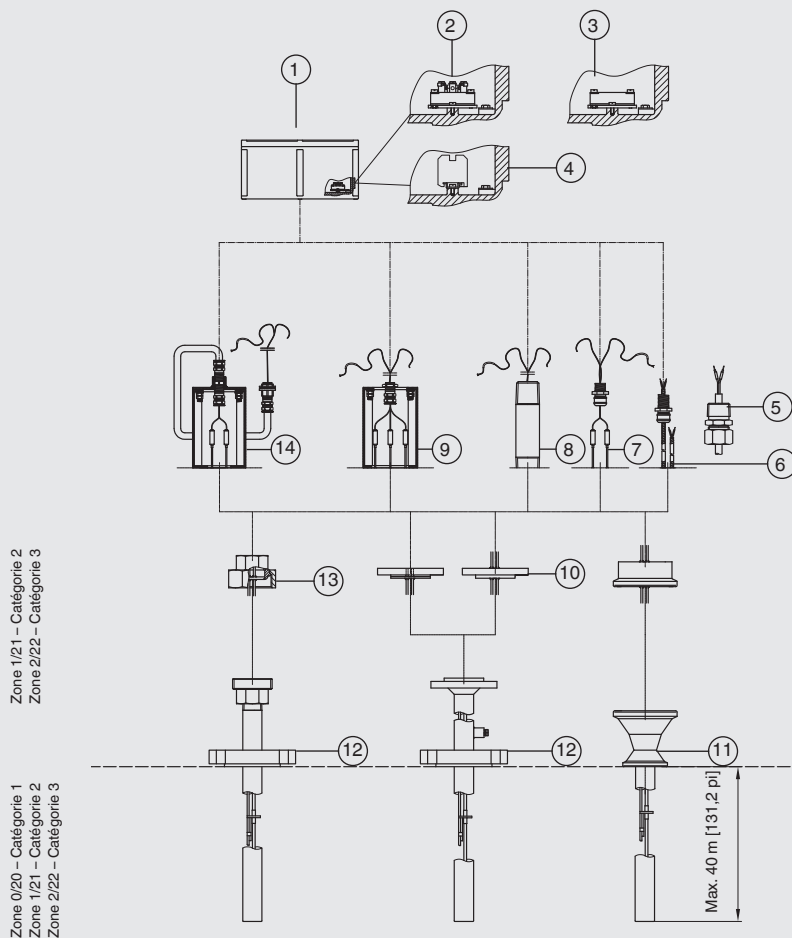 2
3
1
4
5
14
9
8
7
6
13
10
12
12
11
Zone 1/21 – Catégorie 2
Zone 2/22 – Catégorie 3
Zone 0/20 – Catégorie 1
Zone 1/21 – Catégorie 2
Zone 2/22 – Catégorie 3
Max. 40 m [131,2 pi]